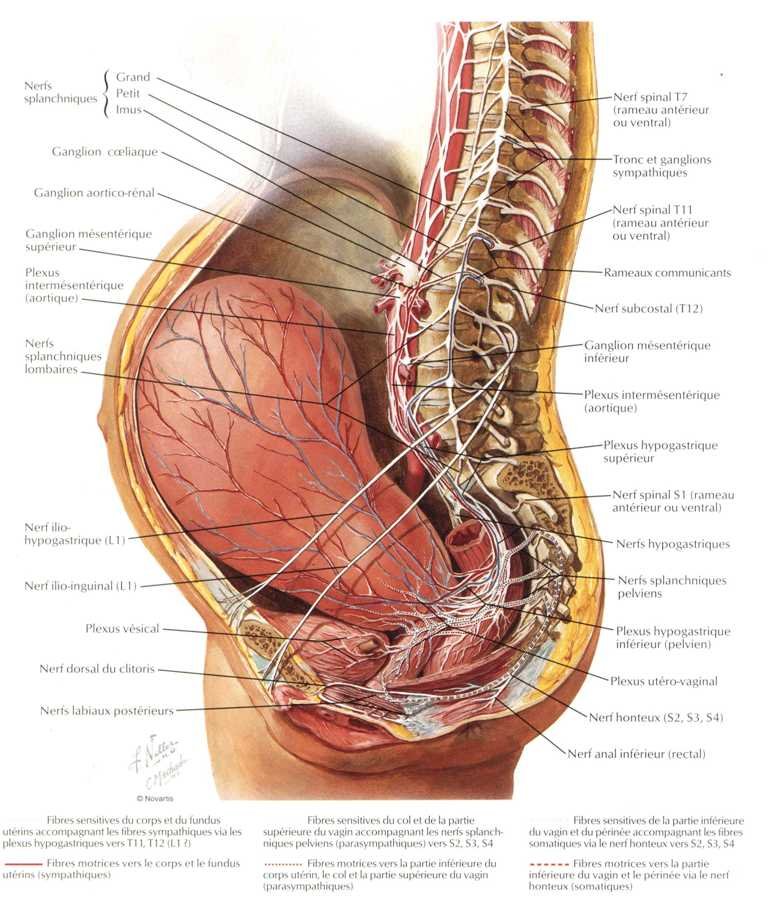 Nerfs
splanchniques
Grand
Petit
Imus
Ganglion cœliaque
Ganglion aortico-rénal
Ganglion mésentérique
supérieur
Plexus
intermésentérique
(aortique)
Nerfs
splanchniques
lombaires
Nerf ilio-
hypogastrique (L1)
Nerf ilio-inguinal (L1)
Plexus vésical
Nerf dorsal du clitoris
Nerfs labiaux postérieurs
Nerf spinal T7
(rameau antérieur
ou ventral)
Tronc et ganglions
sympathiques
Nerf spinal T11
(rameau antérieur
ou ventral)
Rameaux communicants
Nerf subcostal (T12)
Ganglion mésentérique
inférieur
Plexus intermésentérique
(aortique)
Plexus hypogastrique
supérieur
Nerf spinal S1 (rameau
antérieur ou ventral)
Nerfs hypogastriques
Nerfs splanchniques
pelviens
Plexus hypogastrique
inférieur (pelvien)
Plexus utéro-vaginal
Nerf honteux (S2, S3, S4)
Nerf anal inférieur (rectal)
F. Netter
C. Machado
© Novartis
Fibres sensitives du corps et du fundus
utérins accompagnant les fibres sympathiques via les
plexus hypogastriques vers T11, T12 (L1 ?)
Fibres motrices vers le corps et le fundus
utérins (sympathiques)
Fibres sensitives du col et de la partie
supérieure du vagin accompagnant les nerfs splanch-
niques pelviens (parasympathiques) vers S2, S3, S4
Fibres motrices vers la partie inférieure du
corps utérin, le col et la partie supérieure du vagin
(parasympathiques)
Fibres sensitives de la partie inférieure
du vagin et du périnée accompagnant les fibres
somatiques via le nerf honteux vers S2, S3, S4
Fibres motrices vers la partie
inférieure du vagin et le périnée via le nerf
honteux (somatiques)